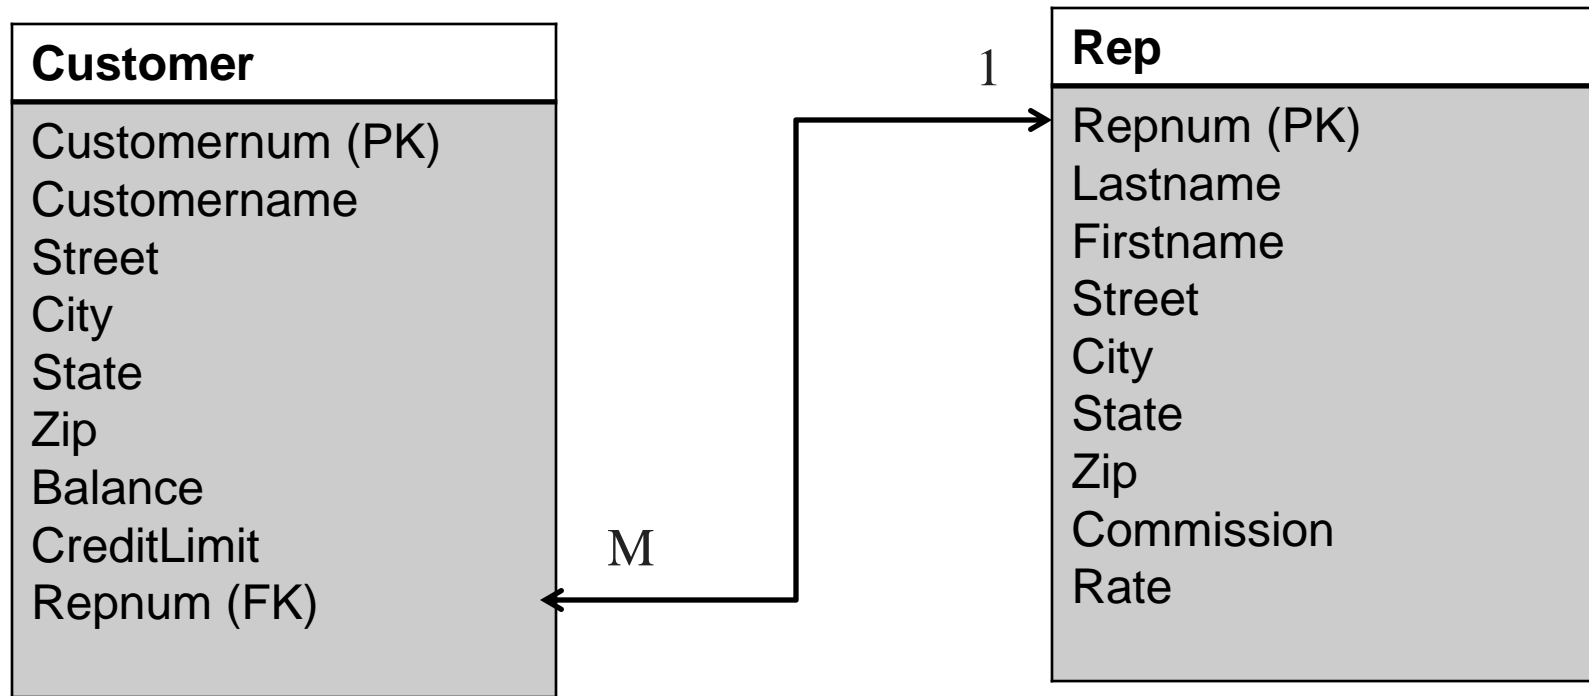 Customer
Customernum (PK)
Customername
Street
City
State
Zip
Balance
CreditLimit
Repnum (FK)
M
1
Rep
Repnum (PK)
Lastname
Firstname
Street
City
State
Zip
Commission
Rate